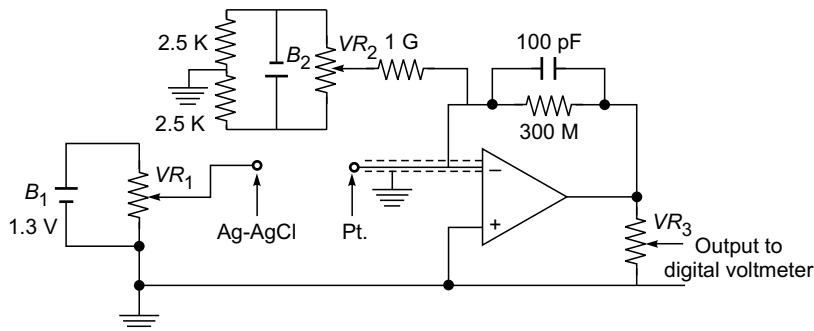 2.5 K
B2
VR2
1 G
100 pF
2.5 K
300 M
B1
1.3 V
VR1
Ag-AgCl
Pt.
−
+
VR3
Output to
digital voltmeter